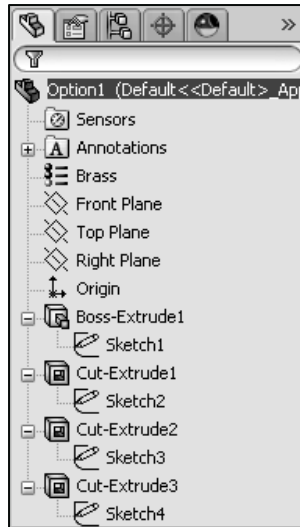 »
Option1 (Default<<Default>_Ap
Sensors
A Annotations
Brass
Front Plane
Top Plane
Right Plane
Origin
Boss-Extrude1
Sketch1
Cut-Extrude1
Sketch2
Cut-Extrude2
Sketch3
Cut-Extrude3
Sketch4